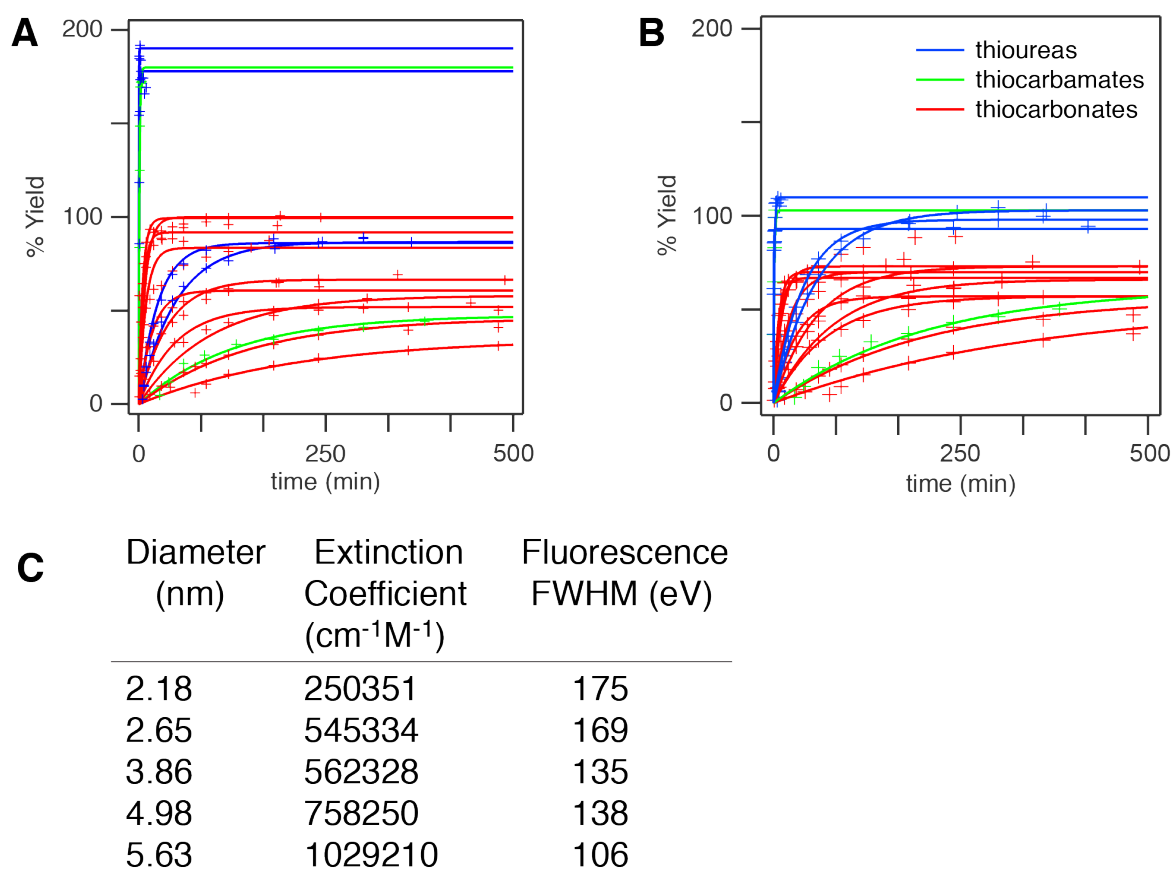 A
200
100
0
% Yield
0 250 500
time (min)
B
200
100
0
% Yield
thioureas
thiocarbamates
thiocarbonates
0 250 500
time (min)
C
Diameter Extinction Fluorescence
(nm) Coefficient FWHM (eV)
(cm-1M-1)
2.18 250351 175
2.65 545334 169
3.86 562328 135
4.98 758250 138
5.63 1029210 106